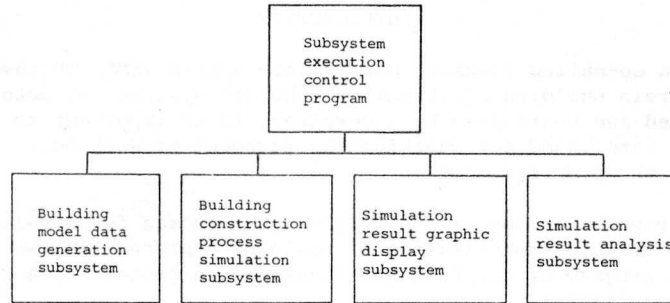 Subsystem
execution
control
program
Building
model data
generation
subsystem
Building
construction
process
simulation
subsystem
Simulation
result graphic
display
subsystem
Simulation
result analysis
subsystem